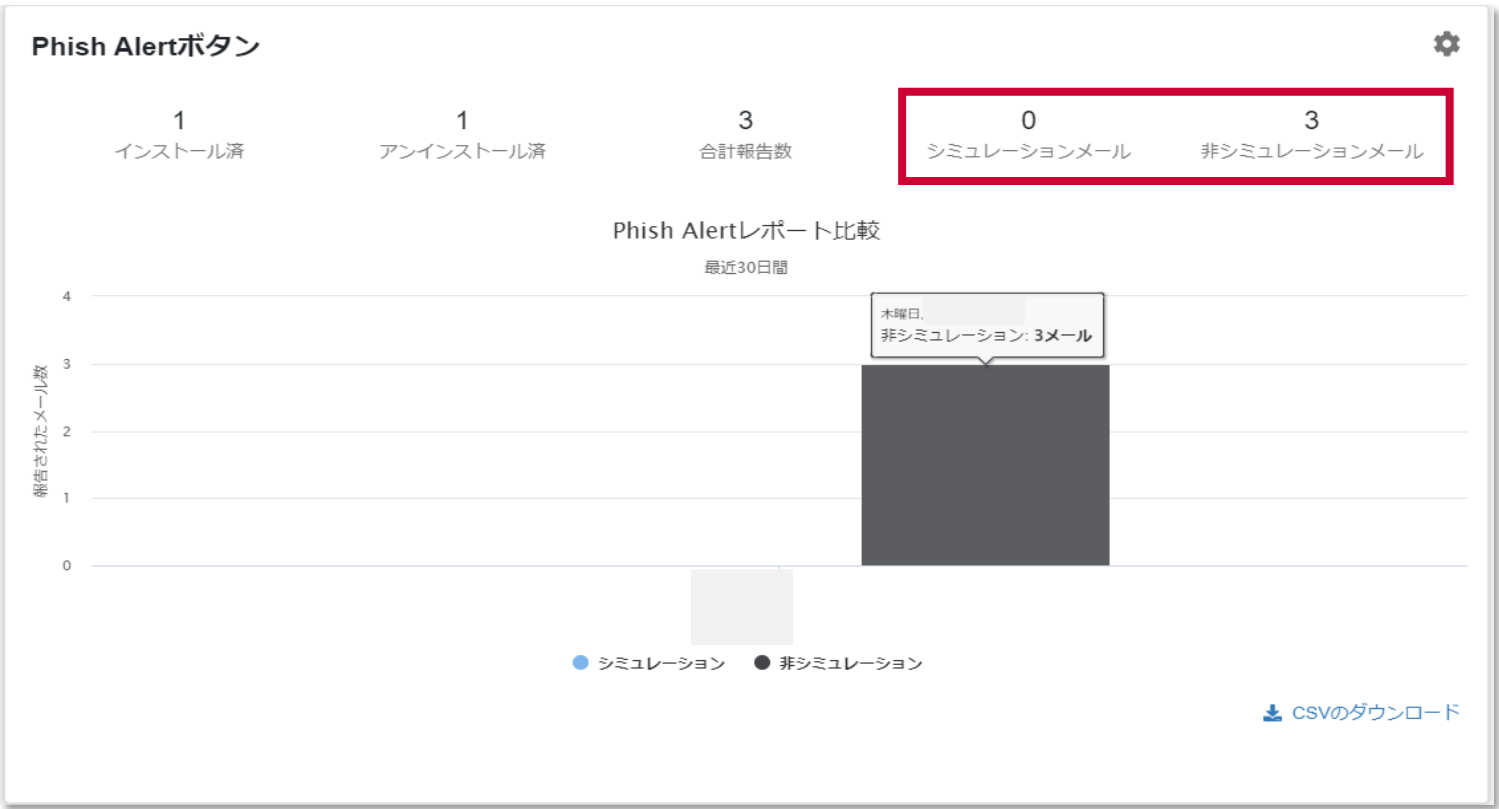 Phish Alertボタン
1
インストール済
1
アンインストール済
3
合計報告数
0
シミュレーションメール
3
非シミュレーションメール
Phish Alertレポート比較
最近30日間
木曜日,
非シミュレーション: 3メール
報告されたメール数
4
3
2
1
0
シミュレーション
非シミュレーション
CSVのダウンロード